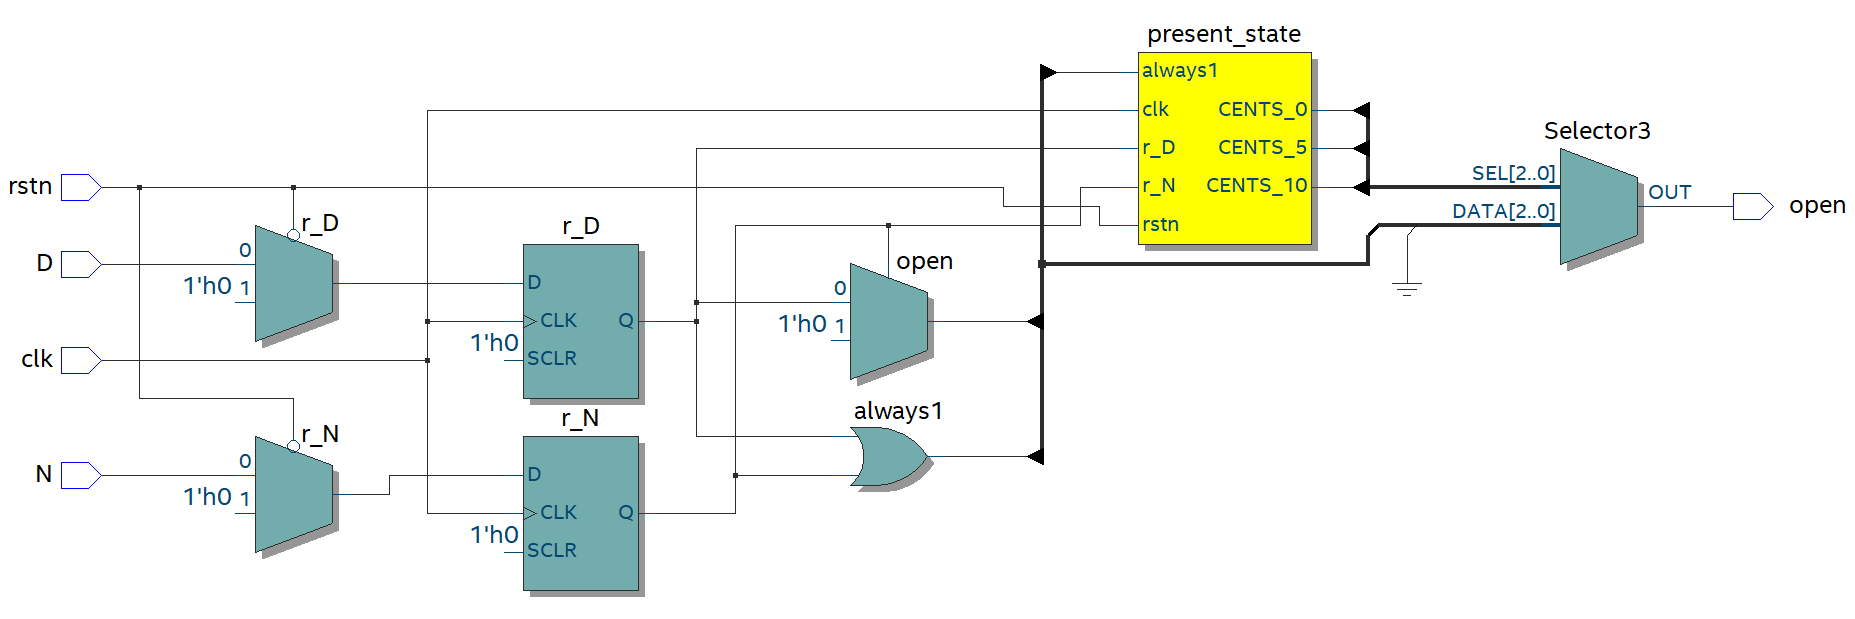 present_state
always1
clk
CENTS_0
r_D
CENTS_5
r_N
CENTS_10
rstn
Selector3
SEL[2..0]
DATA[2..0]
OUT
open
rstn
r_D
0
1'h0 1
D
r_D
D
CLK
Q
1'h0
SCLR
open
0
1'h0 1
clk
always1
r_N
0
1'h0 1
N
r_N
D
CLK
Q
1'h0
SCLR